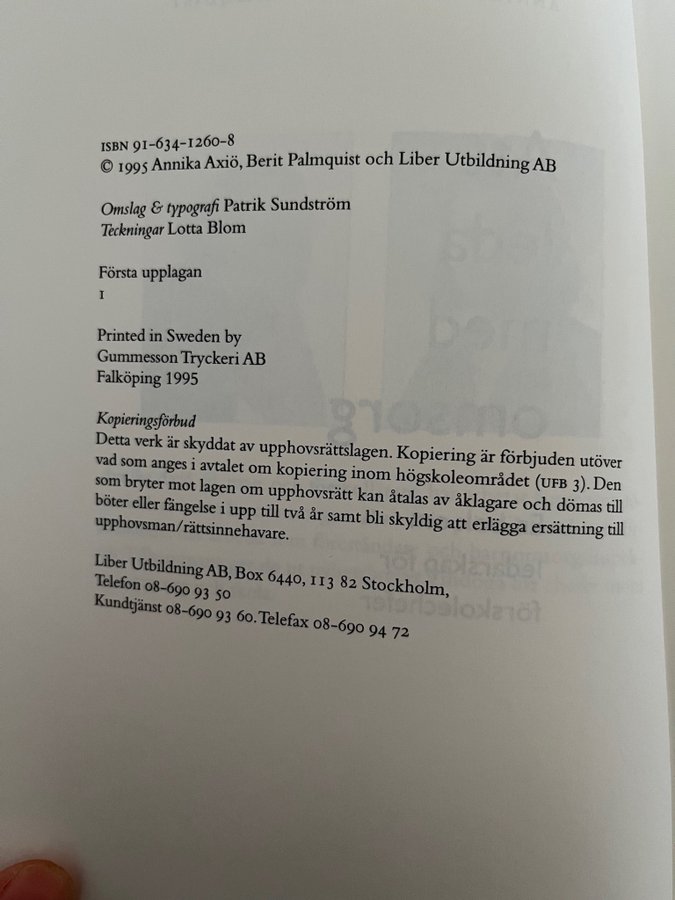 ISBN 91-634-1260-8
© 1995 Annika Axiö, Berit Palmquist och Liber Utbildning AB
Omslag & typografi Patrik Sundström
Teckningar Lotta Blom
Första upplagan
1
Printed in Sweden by
Gummesson Tryckeri AB
Falköping 1995
Kopieringsförbud
Detta verk är skyddat av upphovsrättslagen. Kopiering är förbjuden utöver
vad som anges i avtalet om kopiering inom högskoleområdet (UFB 3). Den
som bryter mot lagen om upphovsrätt kan åtalas av åklagare och dömas till
böter eller fängelse i upp till två år samt bli skyldig att erlägga ersättning till
upphovsman/rättsinnehavare.
Liber Utbildning AB, Box 6440, 113 82 Stockholm,
Telefon 08-690 93 50
Kundtjänst 08-690 93 60. Telefax 08-690 94 72